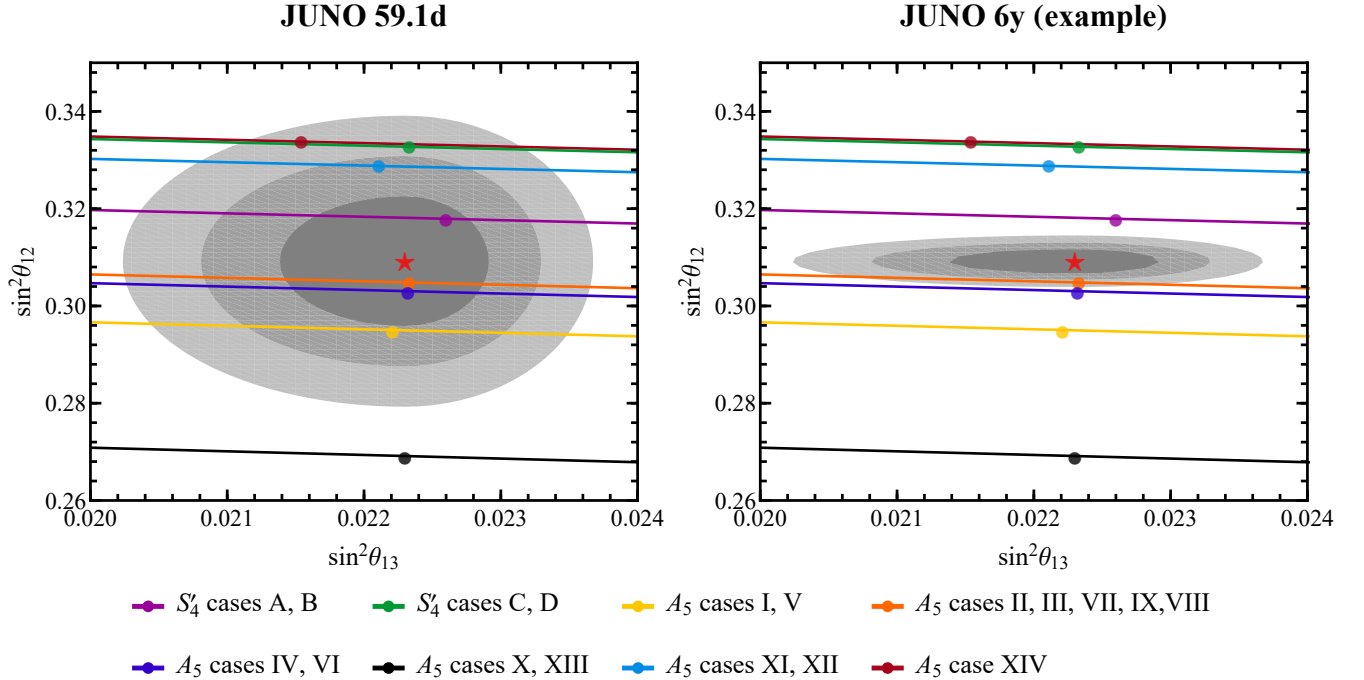 JUNO 59.1d
JUNO 6y (example)
0.34
0.32
0.30
0.28
0.26
sin²θ₁₂
0.020 0.021 0.022 0.023 0.024
sin²θ₁₃
0.34
0.32
0.30
0.28
0.26
sin²θ₁₂
0.020 0.021 0.022 0.023 0.024
sin²θ₁₃
S′₄ cases A, B
S′₄ cases C, D
A₅ cases I, V
A₅ cases II, III, VII, IX,VIII
A₅ cases IV, VI
A₅ cases X, XIII
A₅ cases XI, XII
A₅ case XIV